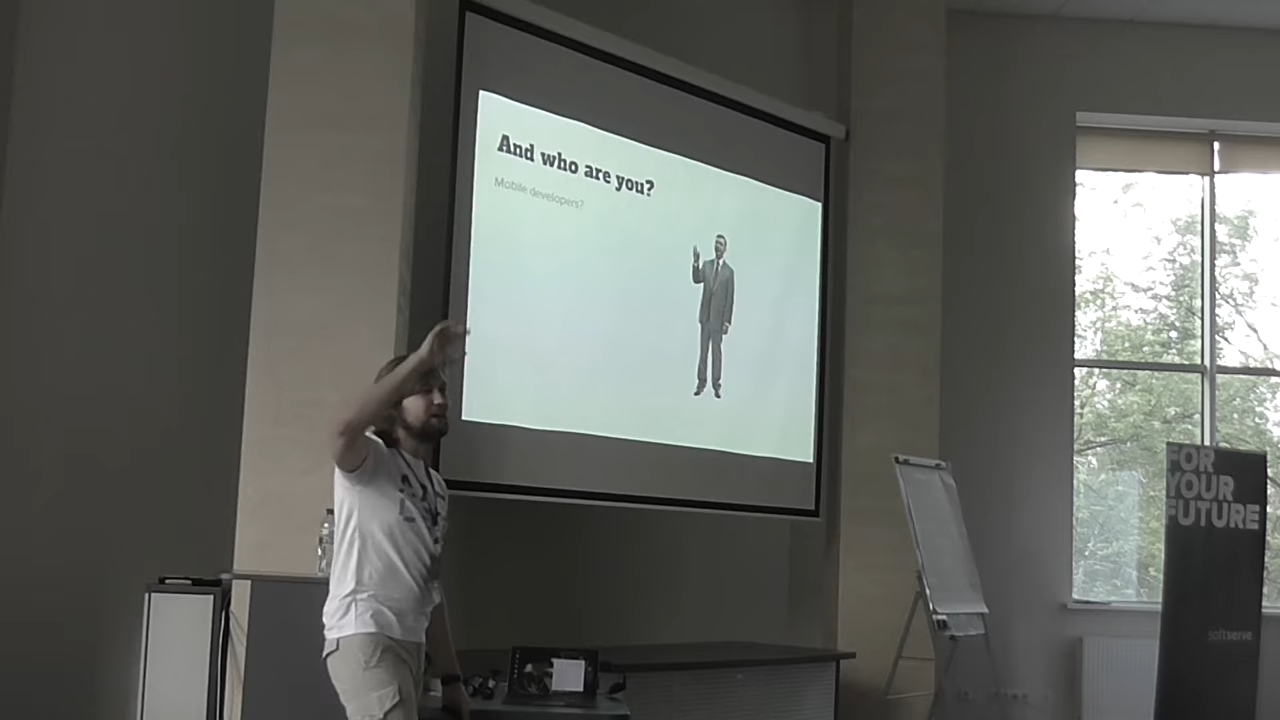 And who are you?
Mobile developers?
FOR
YOUR
FUTURE
softserve